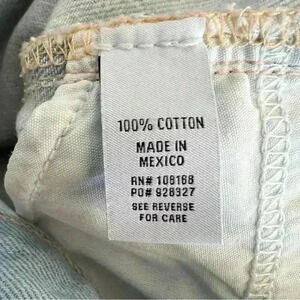 100% COTTON
MADE IN
MEXICO
RN# 108168
PO# 928327
SEE REVERSE
FOR CARE